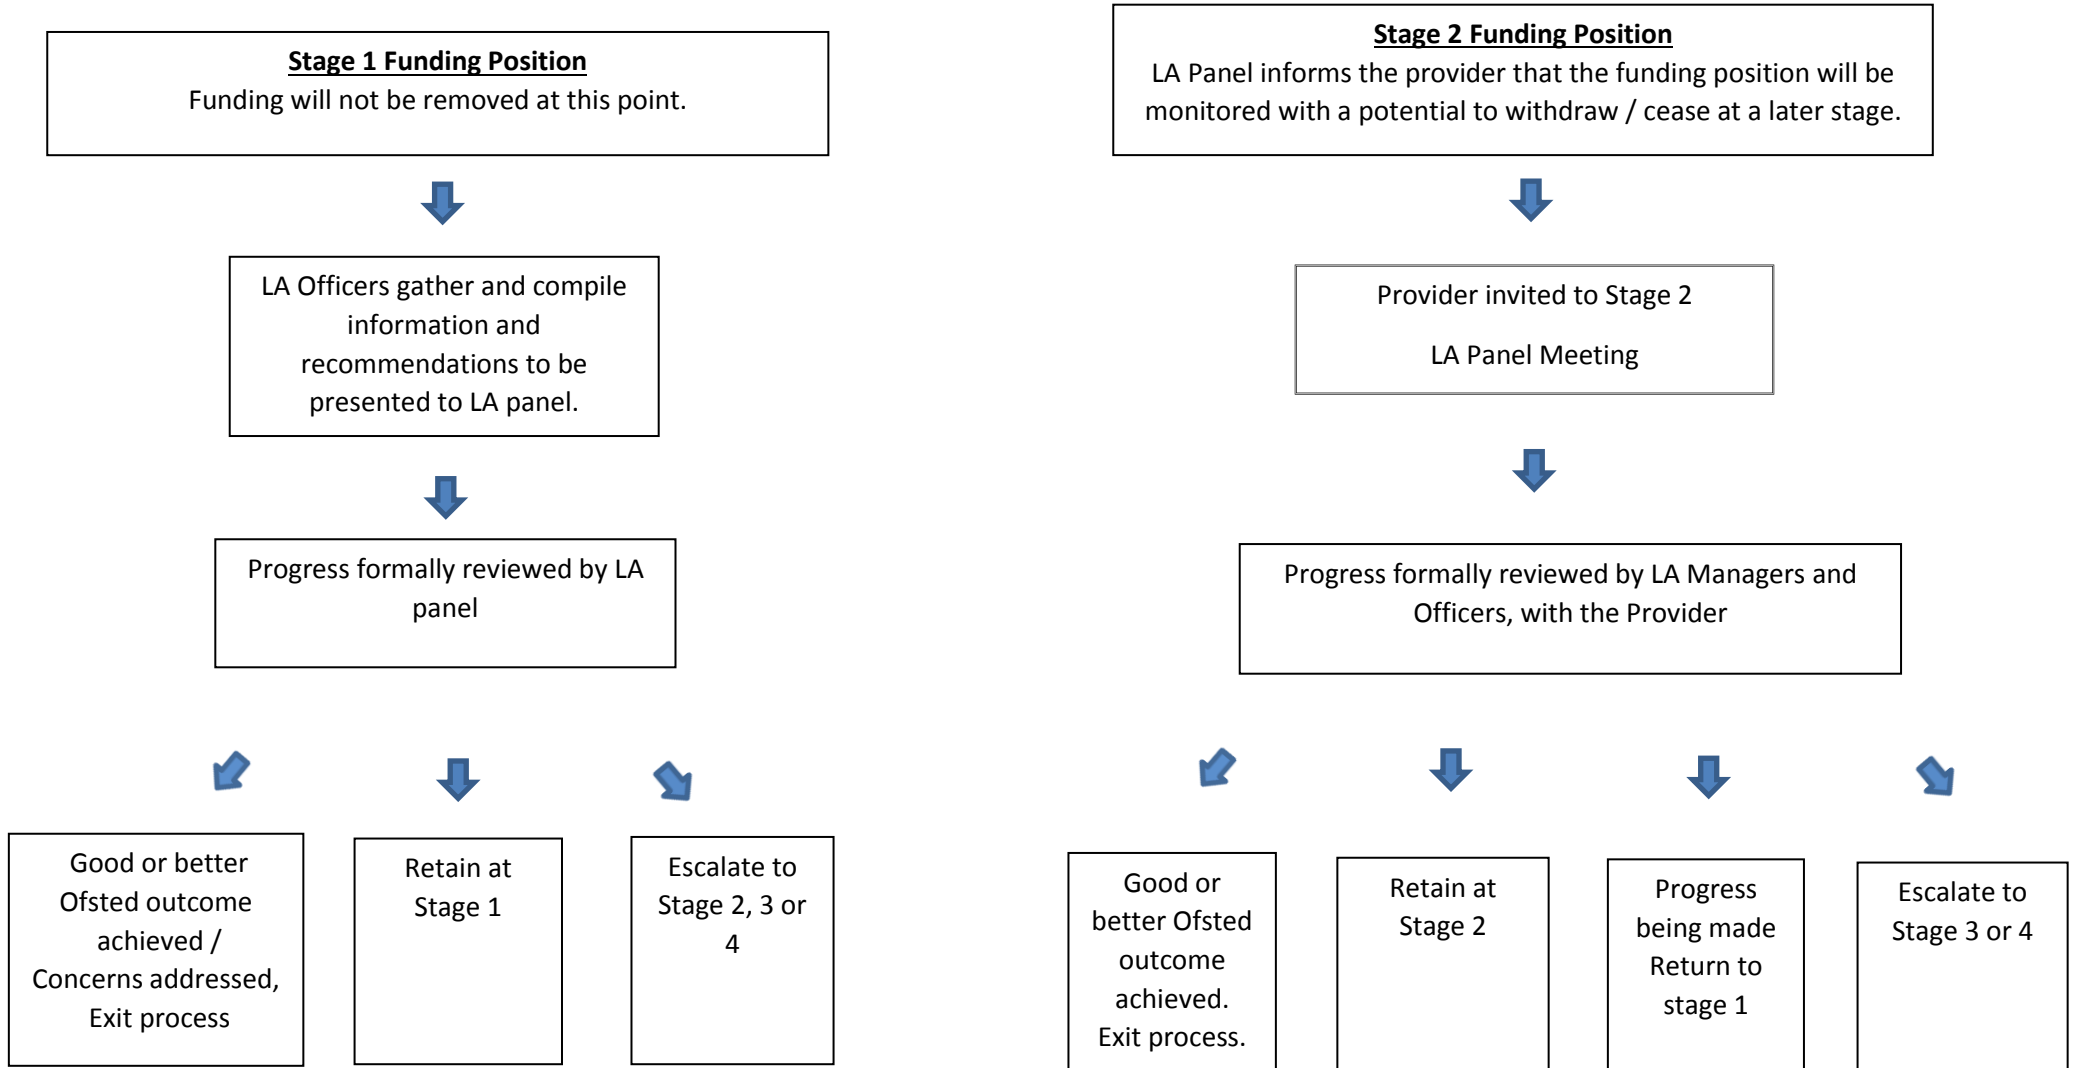 Stage 1 Funding Position
Funding will not be removed at this point.
LA Officers gather and compile
information and
recommendations to be
presented to LA panel.
Progress formally reviewed by LA
panel
Good or better
Ofsted outcome
achieved /
Concerns addressed,
Exit process
Retain at
Stage 1
Escalate to
Stage 2, 3 or
4
Stage 2 Funding Position
LA Panel informs the provider that the funding position will be
monitored with a potential to withdraw / cease at a later stage.
Provider invited to Stage 2
LA Panel Meeting
Progress formally reviewed by LA Managers and
Officers, with the Provider
Good or
better Ofsted
outcome
achieved.
Exit process.
Retain at
Stage 2
Progress
being made
Return to
stage 1
Escalate to
Stage 3 or 4